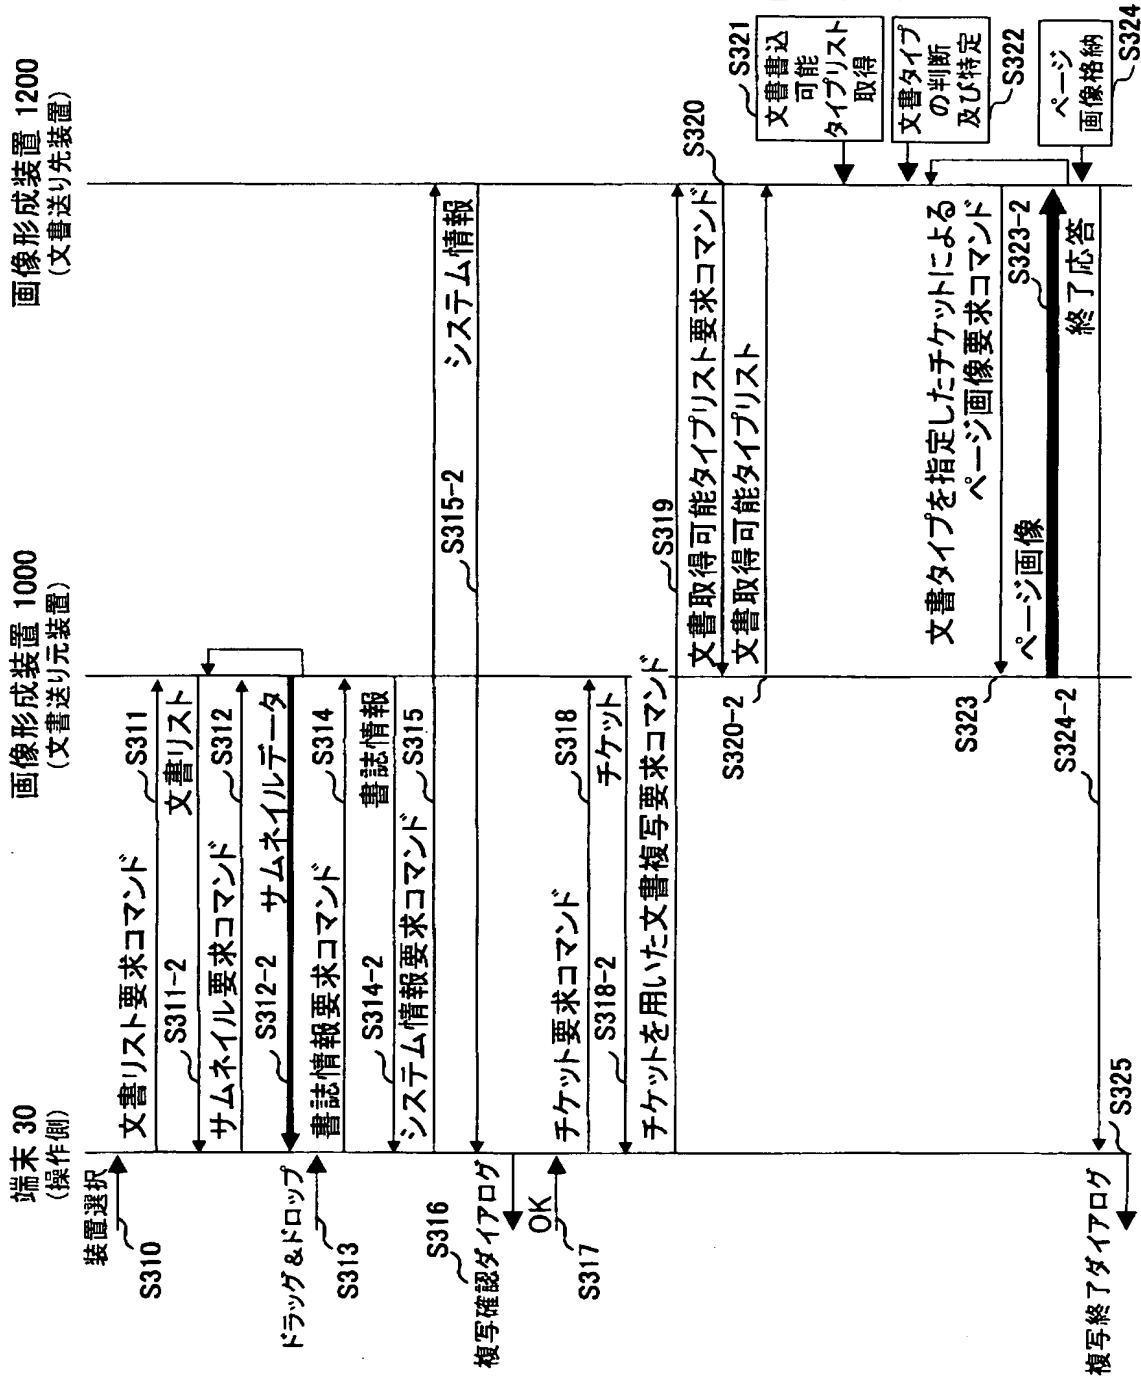 端末 30
(操作側)
画像形成装置 1000
(文書送り元装置)
画像形成装置 1200
(文書送り先装置)
装置選択
S310
文書リスト要求コマンド
S311
S311-2
文書リスト
サムネイル要求コマンド
S312
S312-2
サムネイルデータ
ドラッグ&ドロップ
S313
書誌情報要求コマンド
S314
S314-2
書誌情報
システム情報要求コマンド
S315
S315-2
システム情報
S316
複写確認ダイアログ
OK
S317
チケット要求コマンド
S318
S318-2
チケット
チケットを用いた文書複写要求コマンド
S319
文書取得可能タイプリスト要求コマンド
S320
S320-2
文書取得可能タイプリスト
S321
文書書込
可能
タイプリスト
取得
文書タイプ
の判断
及び特定
S322
文書タイプを指定したチケットによる
ページ画像要求コマンド
S323
ページ画像
S323-2
ページ
画像格納
S324
S324-2
終了応答
S325
複写終了ダイアログ